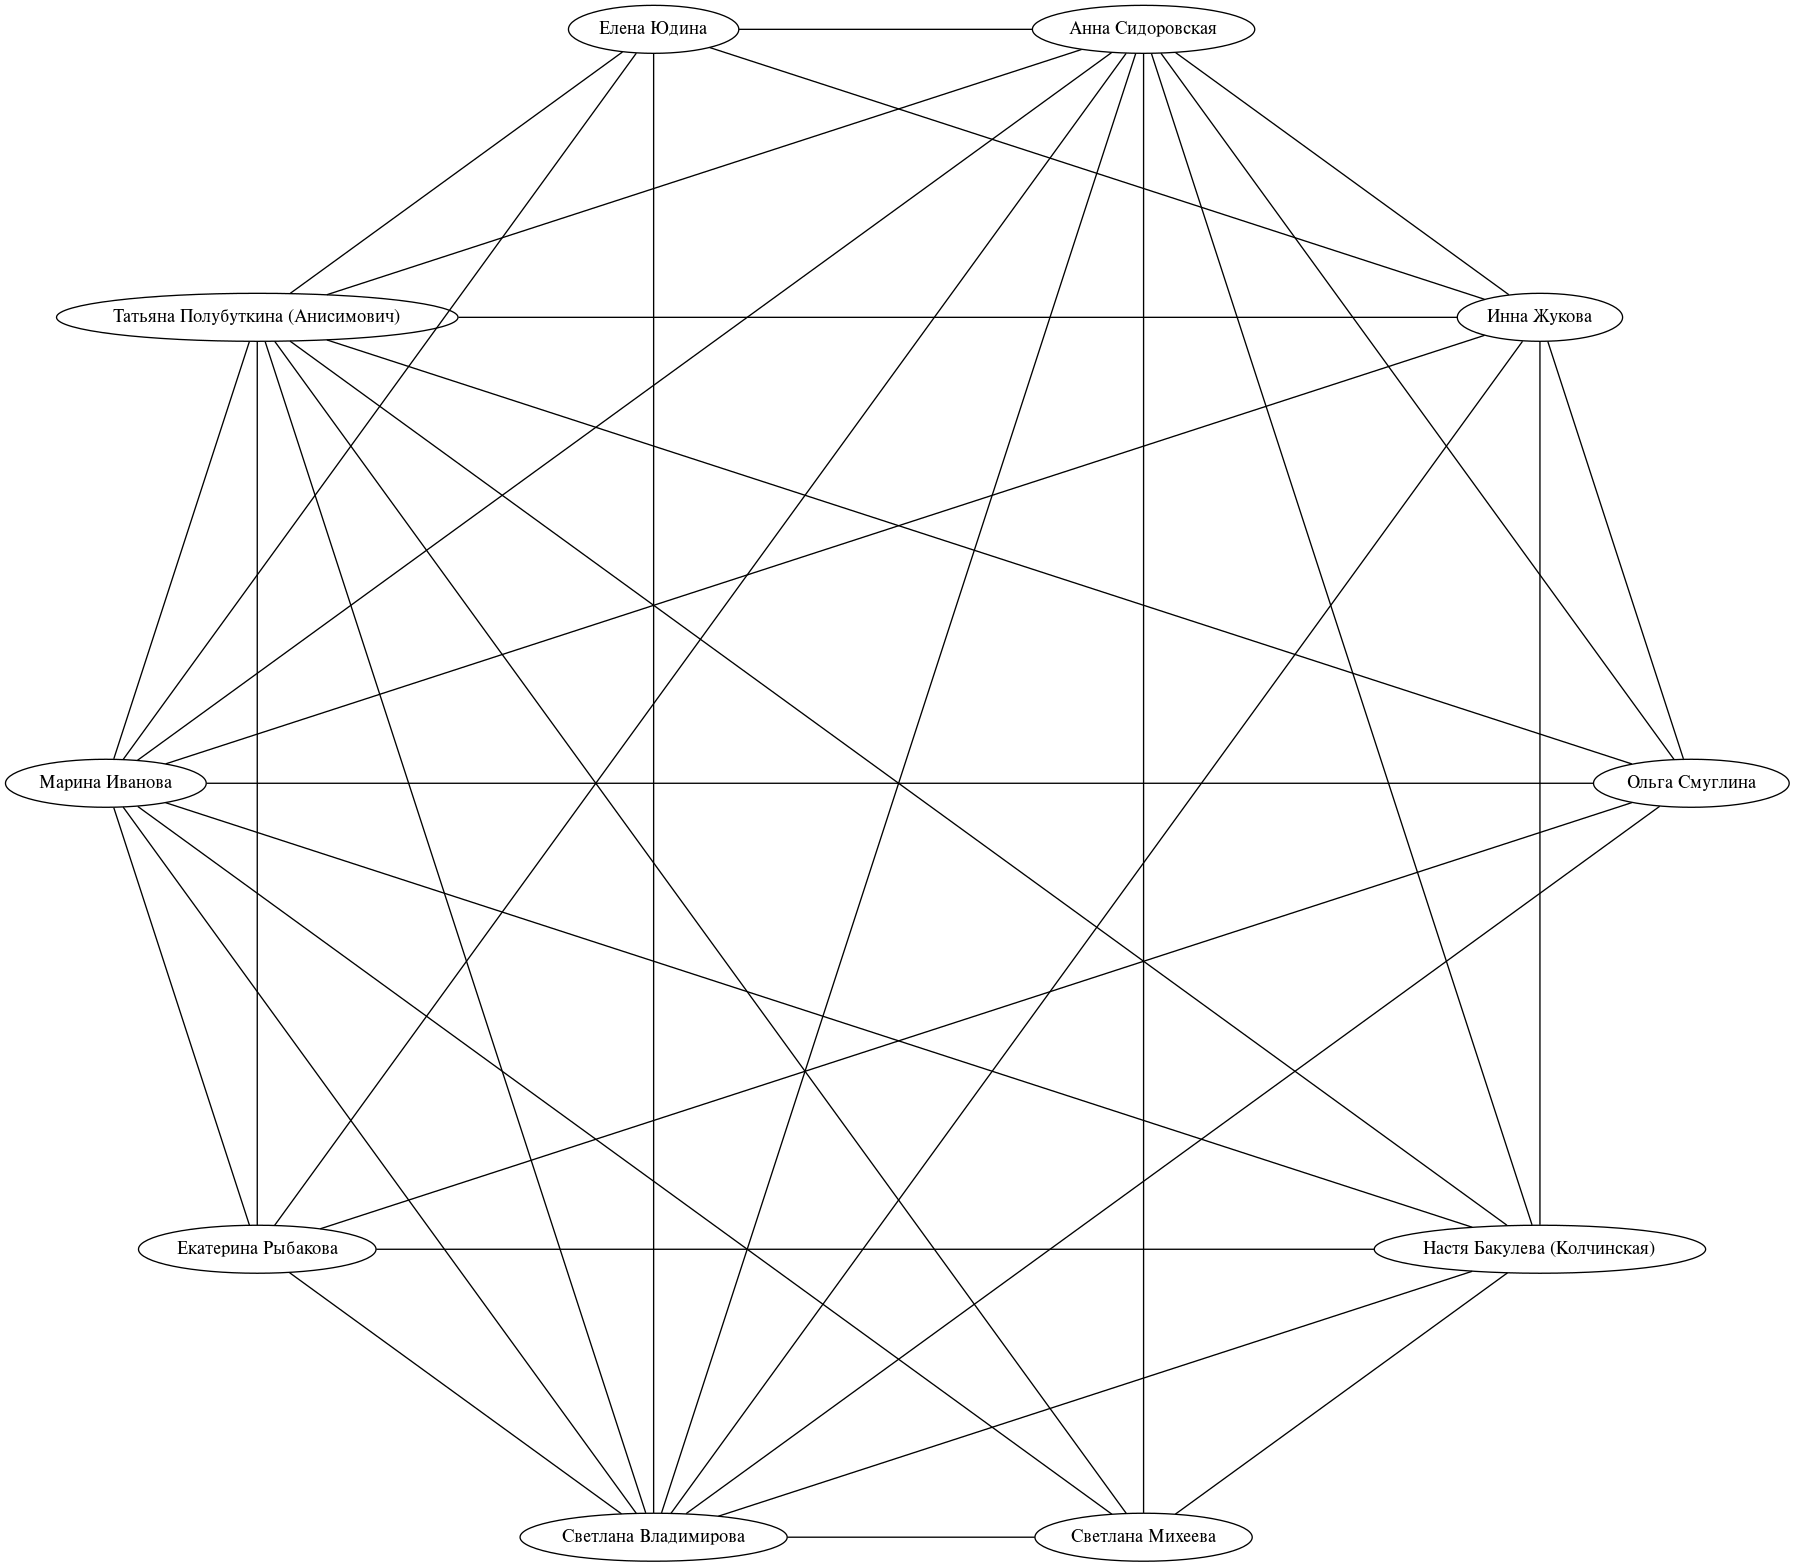 Елена Юдина
Анна Сидоровская
Татьяна Полубуткина (Анисимович)
Инна Жукова
Марина Иванова
Ольга Смуглина
Екатерина Рыбакова
Настя Бакулева (Колчинская)
Светлана Владимирова
Светлана Михеева